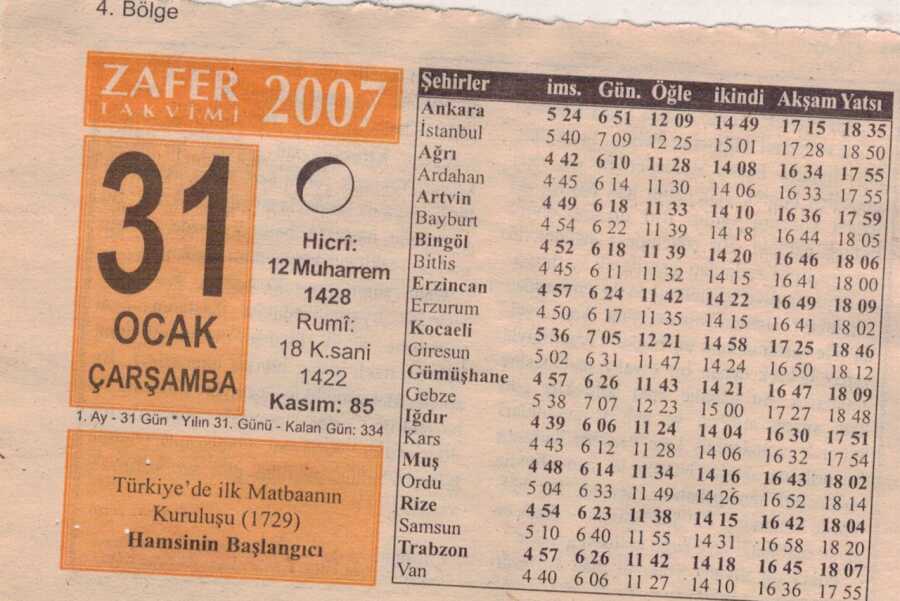 4. Bölge
ZAFER
TAKVİMİ
2007
31
OCAK
ÇARŞAMBA
Hicrî:
12 Muharrem
1428
Rumî:
18 K.sani
1422
Kasım: 85
1. Ay - 31 Gün * Yılın 31. Günü - Kalan Gün: 334
Türkiye'de ilk Matbaanın
Kuruluşu (1729)
Hamsinin Başlangıcı
Şehirler ims. Gün. Öğle ikindi Akşam Yatsı
Ankara 5 24 6 51 12 09 14 49 17 15 18 35
İstanbul 5 40 7 09 12 25 15 01 17 28 18 50
Ağrı 4 42 6 10 11 28 14 08 16 34 17 55
Ardahan 4 45 6 14 11 30 14 06 16 33 17 55
Artvin 4 49 6 18 11 33 14 10 16 36 17 59
Bayburt 4 54 6 22 11 39 14 18 16 44 18 05
Bingöl 4 52 6 18 11 39 14 20 16 46 18 06
Bitlis 4 45 6 11 11 32 14 15 16 41 18 00
Erzincan 4 57 6 24 11 42 14 22 16 49 18 09
Erzurum 4 50 6 17 11 35 14 15 16 41 18 02
Kocaeli 5 36 7 05 12 21 14 58 17 25 18 46
Giresun 5 02 6 31 11 47 14 24 16 50 18 12
Gümüşhane 4 57 6 26 11 43 14 21 16 47 18 09
Gebze 5 38 7 07 12 23 15 00 17 27 18 48
Iğdır 4 39 6 06 11 24 14 04 16 30 17 51
Kars 4 43 6 12 11 28 14 06 16 32 17 54
Muş 4 48 6 14 11 34 14 16 16 43 18 02
Ordu 5 04 6 33 11 49 14 26 16 52 18 14
Rize 4 54 6 23 11 38 14 15 16 42 18 04
Samsun 5 10 6 40 11 55 14 31 16 58 18 20
Trabzon 4 57 6 26 11 42 14 18 16 45 18 07
Van 4 40 6 06 11 27 14 10 16 36 17 55